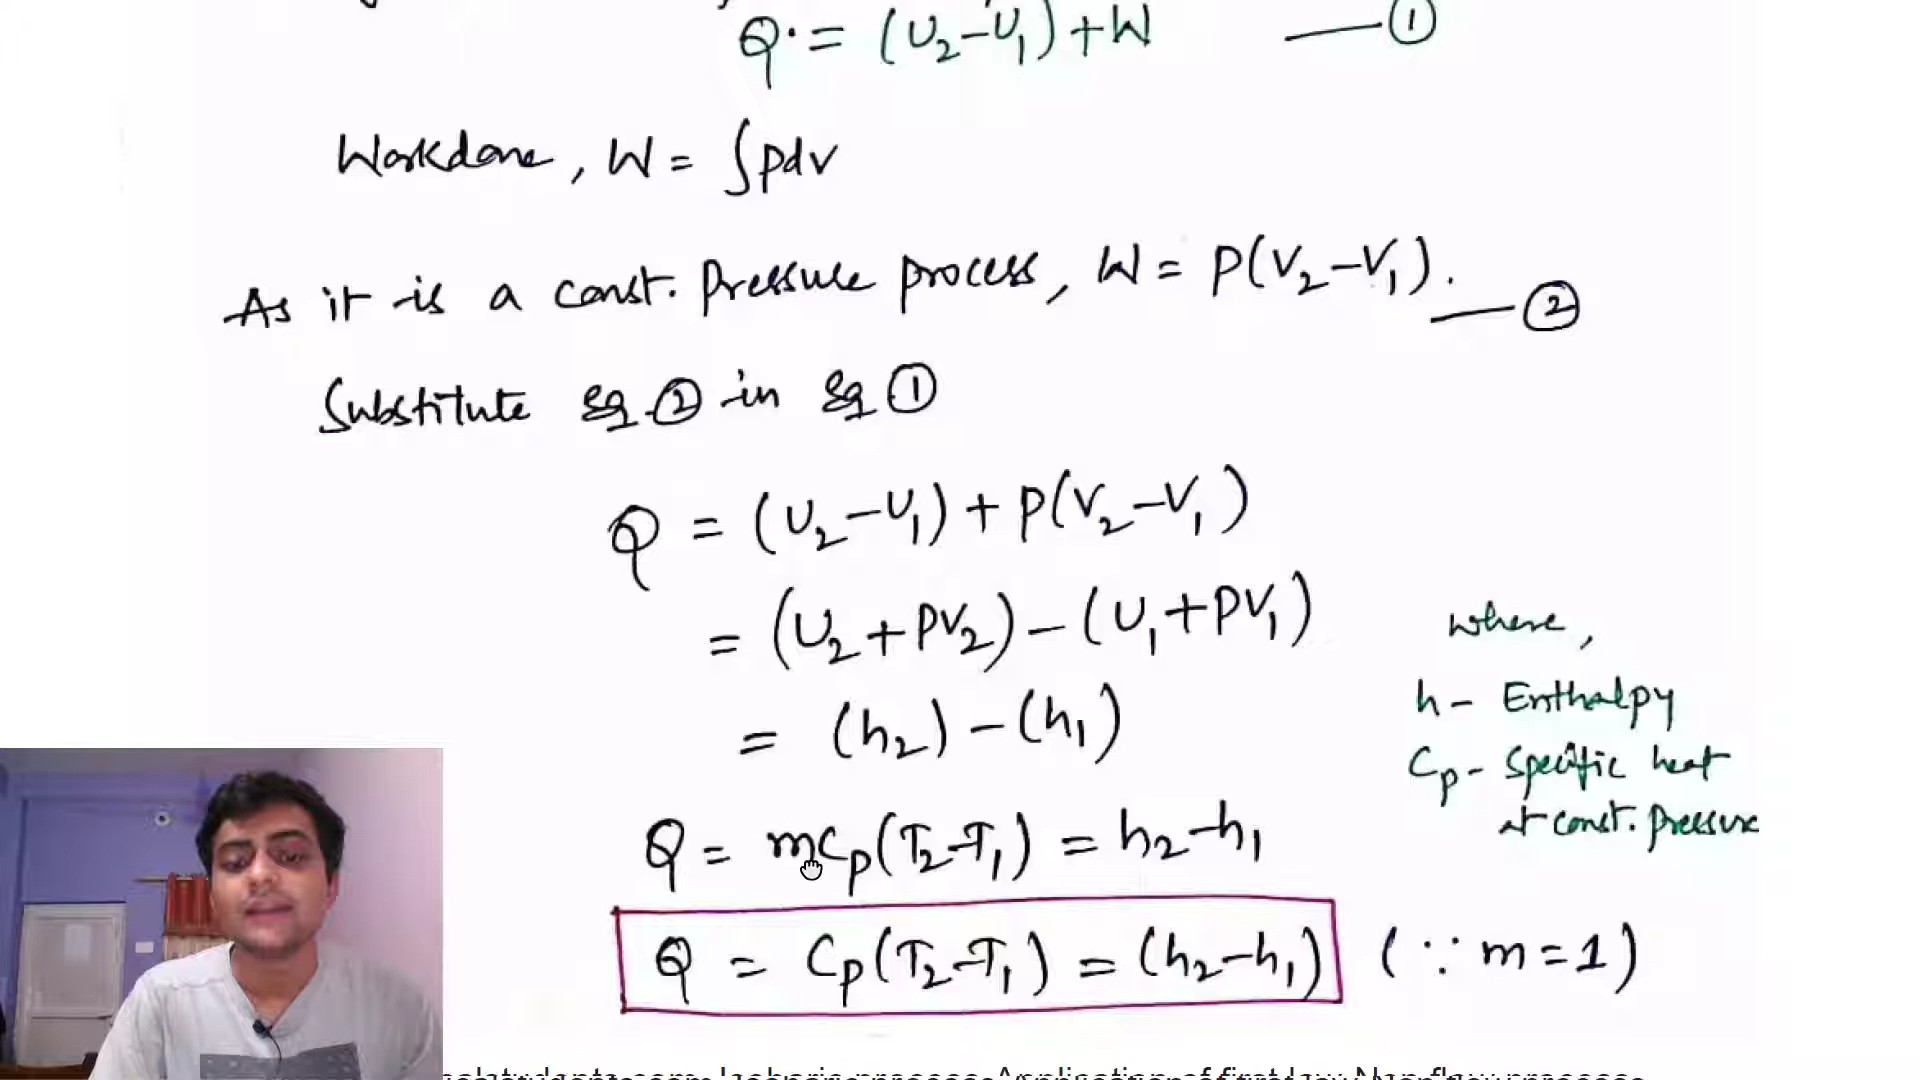 Q = (U₂-U₁)+W —①
Workdone, W = ∫pdv
As it is a const. Pressure process, W = P(V₂-V₁). —②
Substitute Eq.② in Eq①
Q = (U₂-U₁) + P(V₂-V₁)
= (U₂+PV₂)-(U₁+PV₁)
= (h₂)-(h₁)
where,
h - Enthalpy
Cp - Specific heat
at const. pressure
Q = mCp(T₂-T₁) = h₂-h₁
Q = Cp(T₂-T₁) = (h₂-h₁) (∵ m=1)